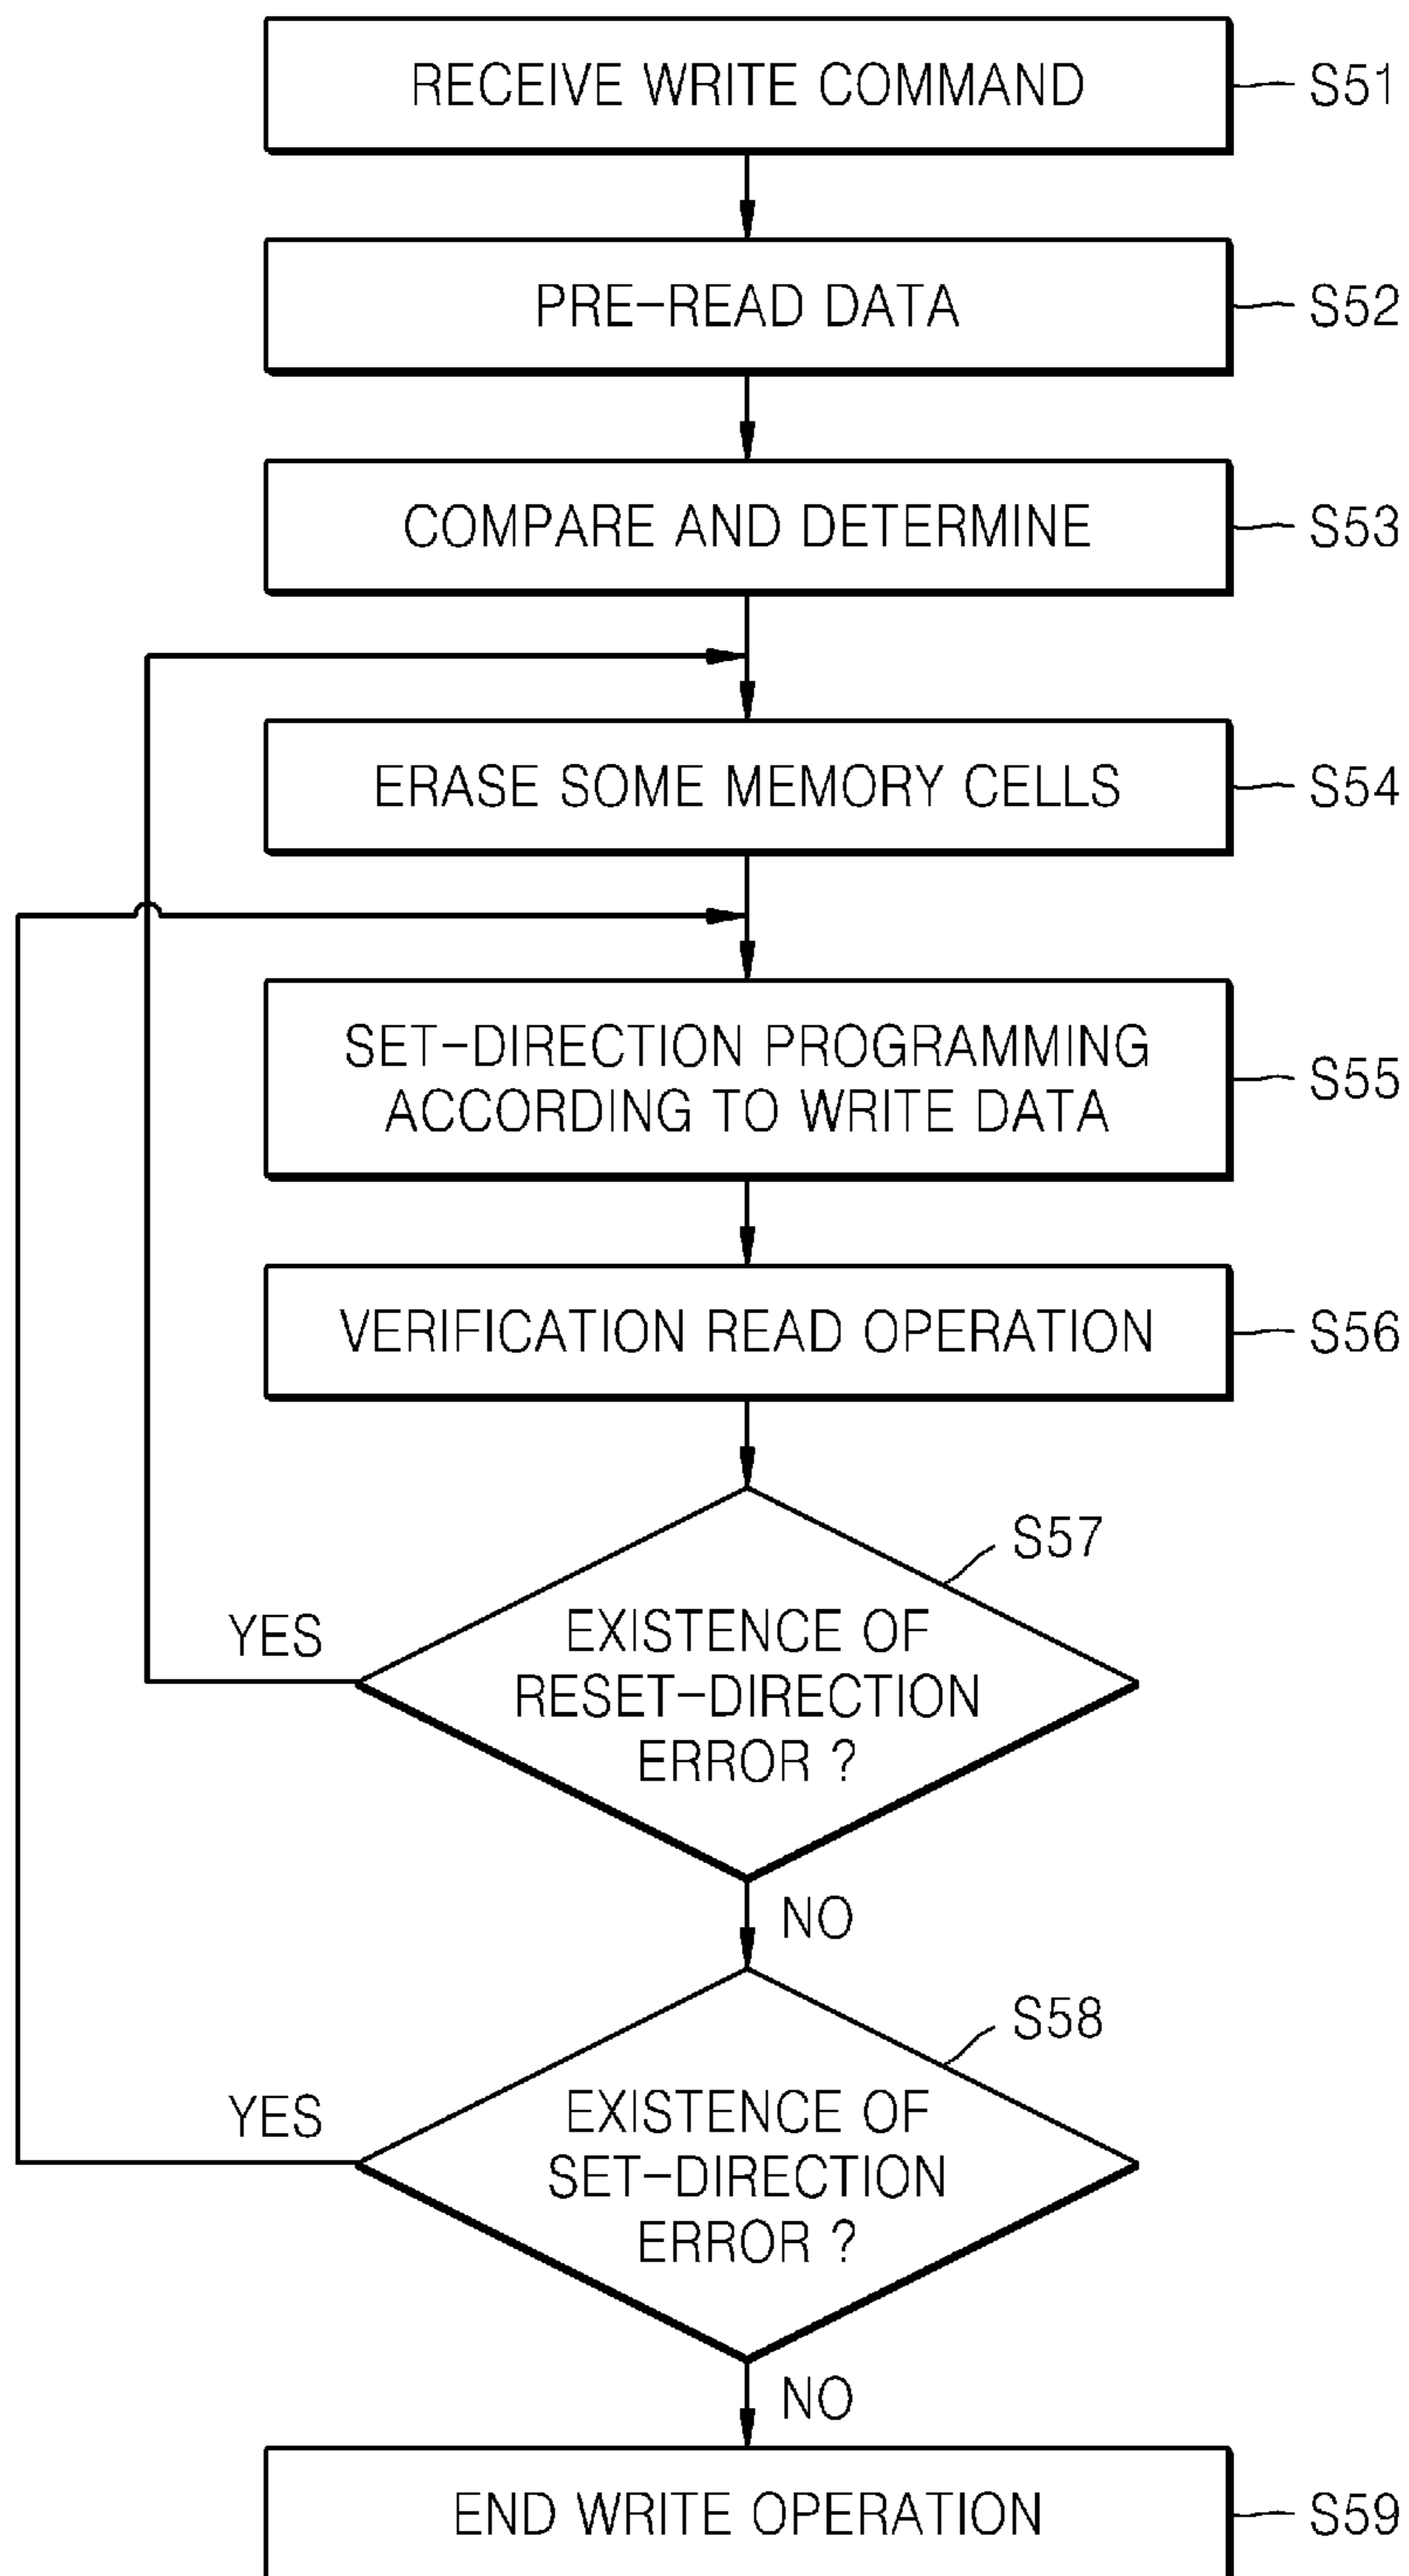 RECEIVE WRITE COMMAND
S51
PRE-READ DATA
S52
COMPARE AND DETERMINE
S53
ERASE SOME MEMORY CELLS
S54
SET-DIRECTION PROGRAMMING
ACCORDING TO WRITE DATA
S55
VERIFICATION READ OPERATION
S56
S57
YES
EXISTENCE OF
RESET-DIRECTION
ERROR ?
NO
S58
YES
EXISTENCE OF
SET-DIRECTION
ERROR ?
NO
END WRITE OPERATION
S59